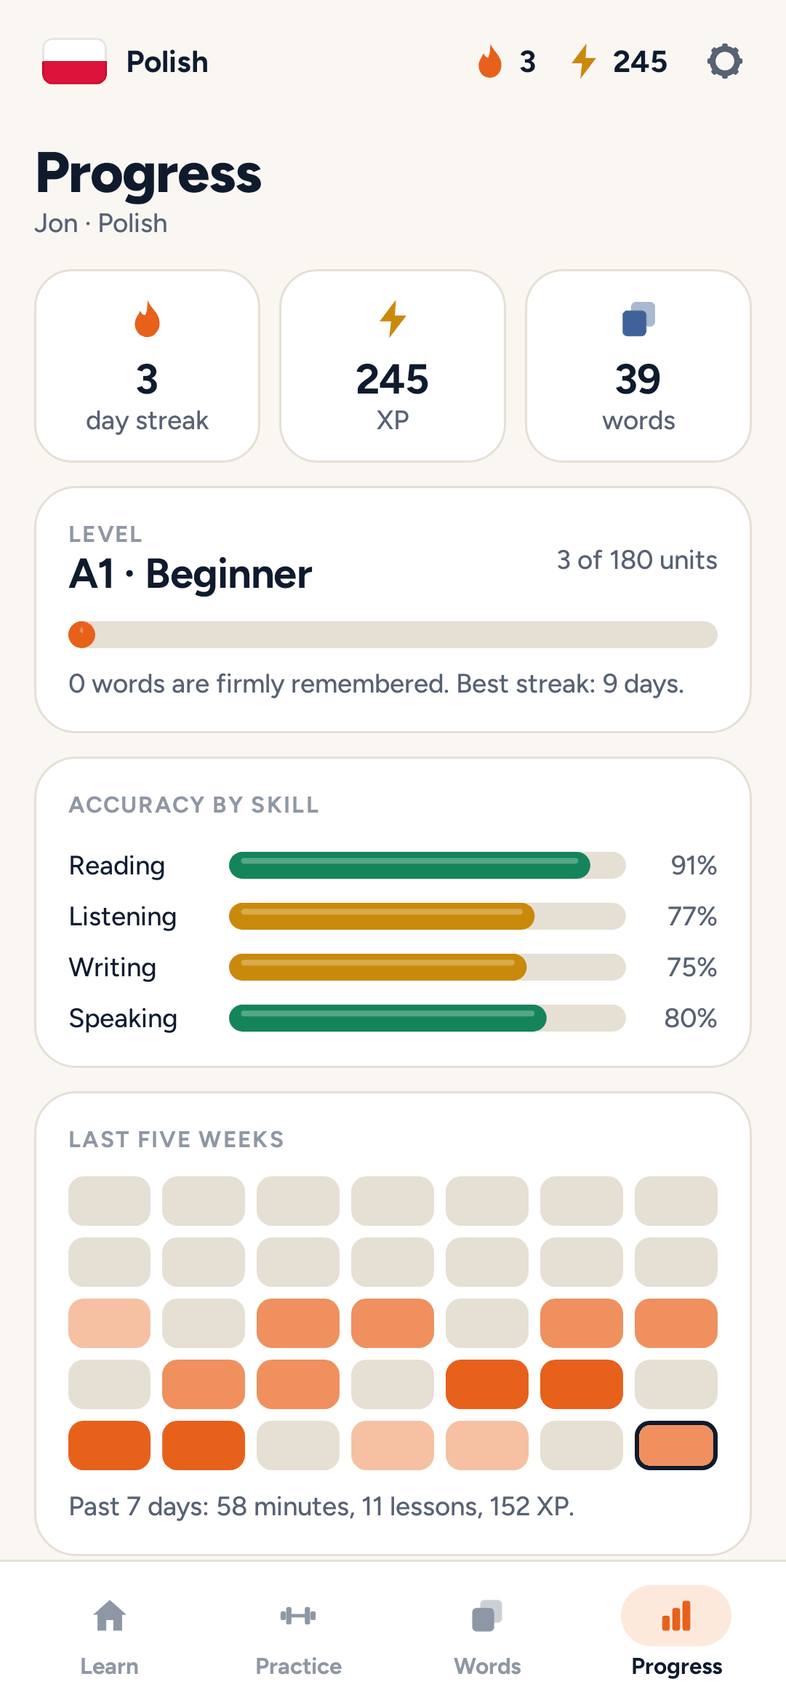 Polish 3 245
Progress
Jon · Polish
3 245 39
day streak XP words
LEVEL
A1 · Beginner 3 of 180 units
0 words are firmly remembered. Best streak: 9 days.
ACCURACY BY SKILL
Reading 91%
Listening 77%
Writing 75%
Speaking 80%
LAST FIVE WEEKS
Past 7 days: 58 minutes, 11 lessons, 152 XP.
Learn Practice Words Progress